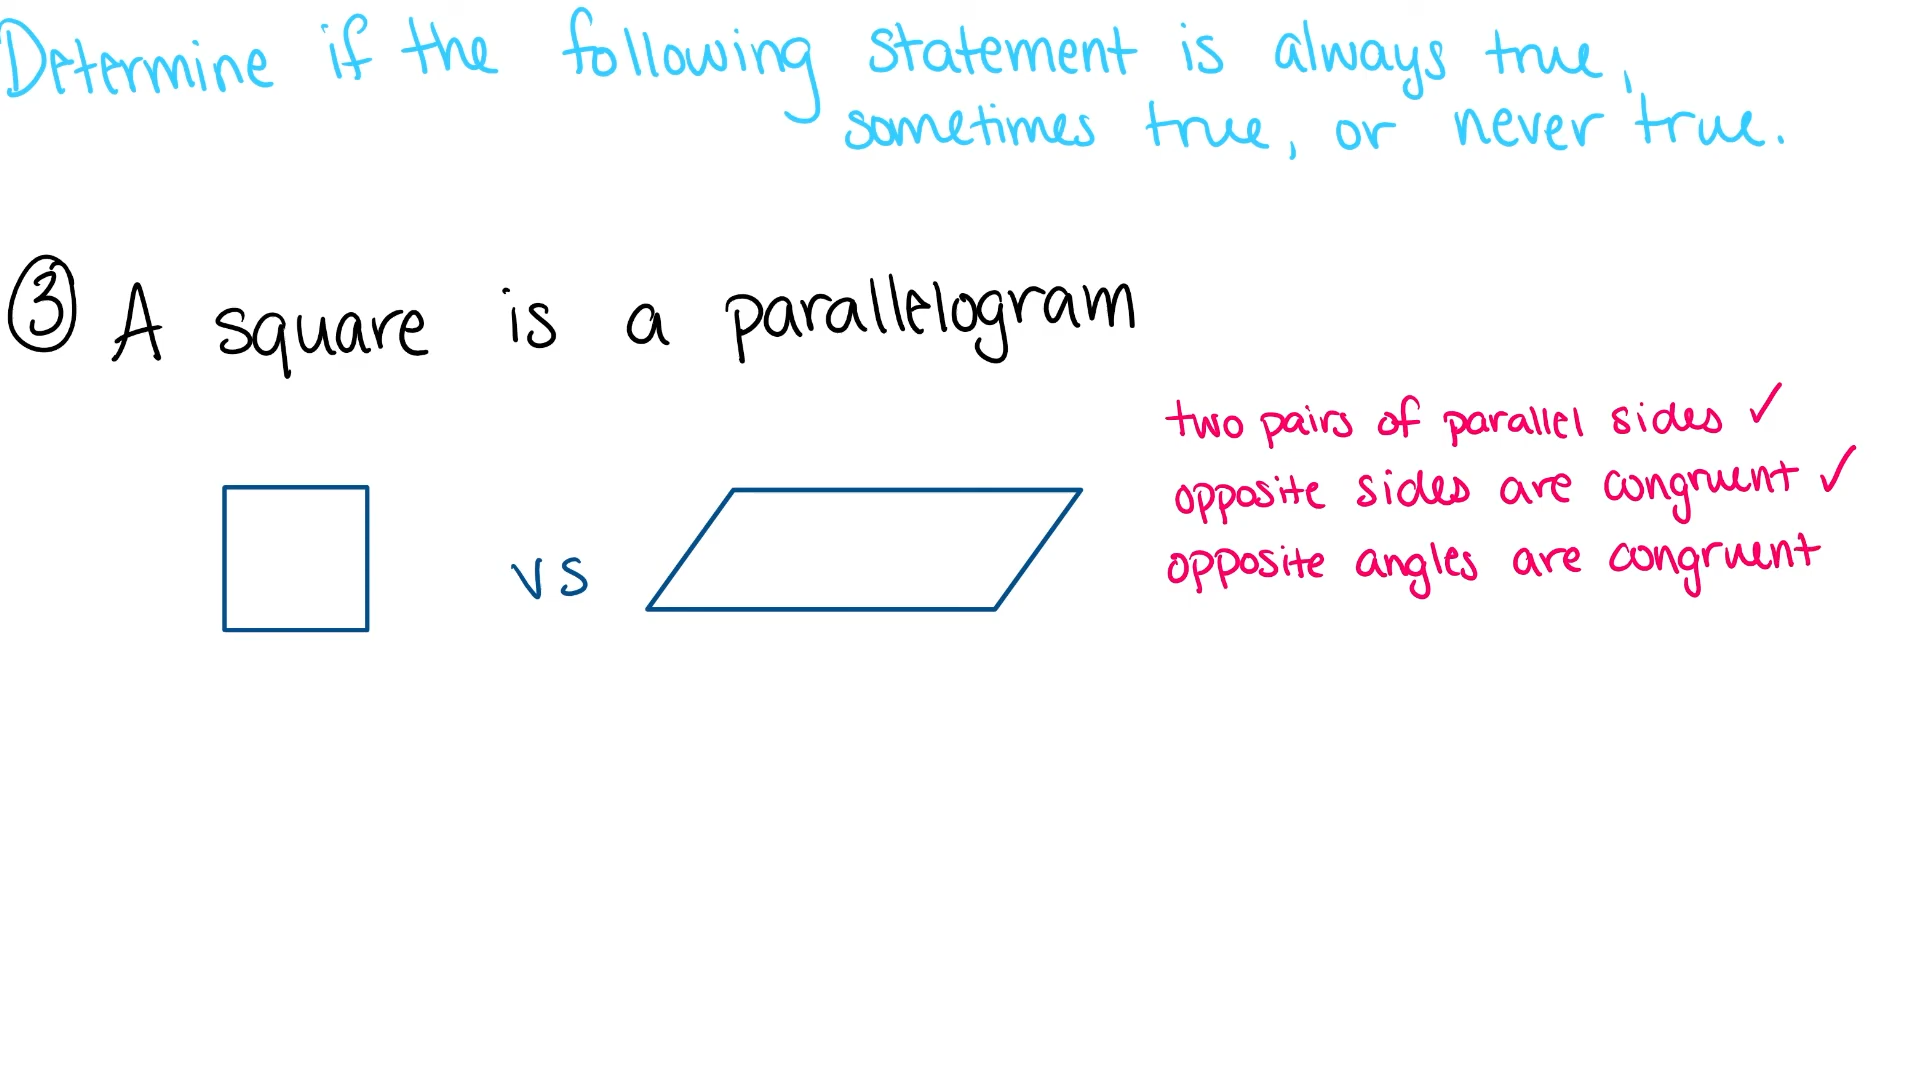 Determine if the following statement is always true,
sometimes true, or never true.
③ A square is a parallelogram
two pairs of parallel sides ✓
opposite sides are congruent ✓
opposite angles are congruent
vs